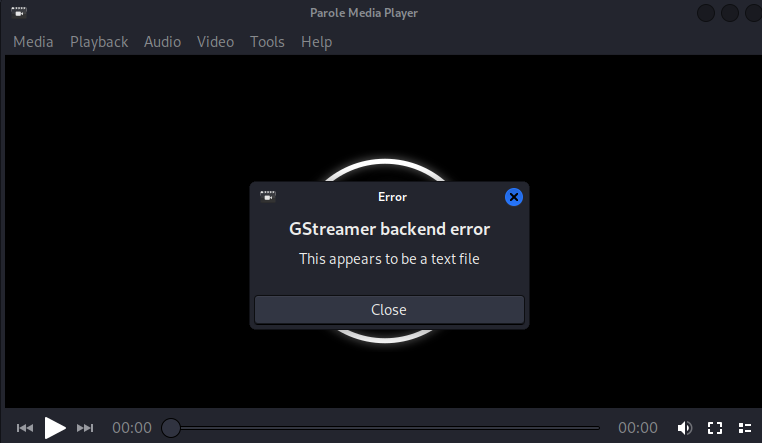 Parole Media Player
Media Playback Audio Video Tools Help
Error
GStreamer backend error
This appears to be a text file
Close
00:00 00:00